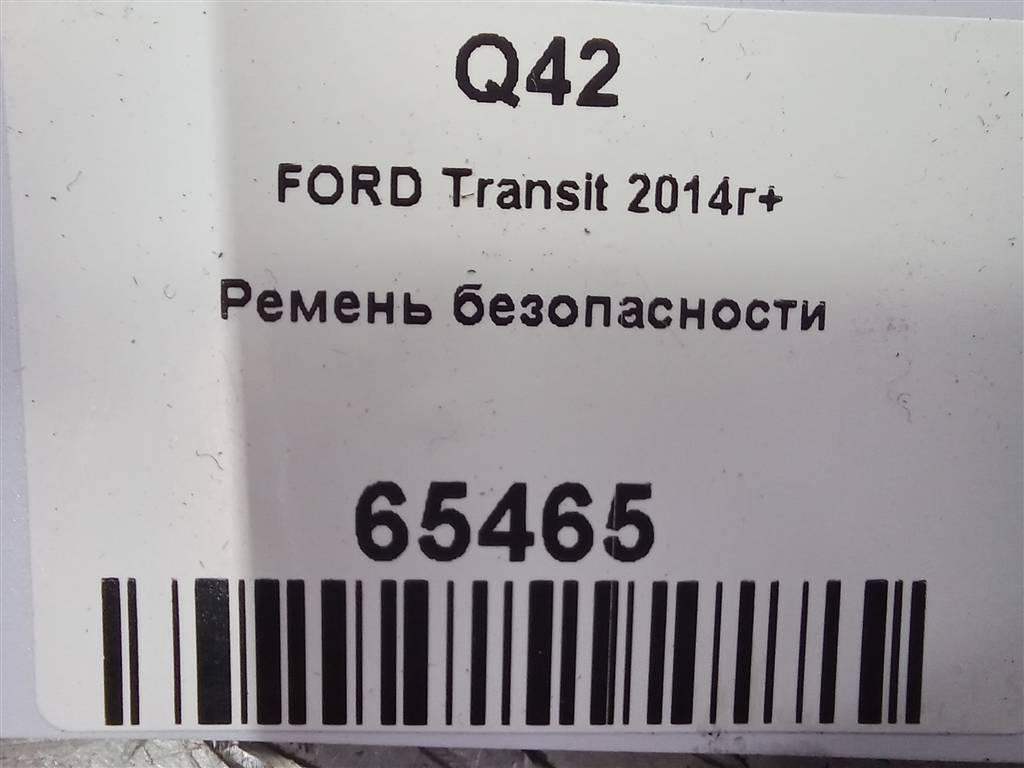 Q42
FORD Transit 2014г+
Ремень безопасности
65465